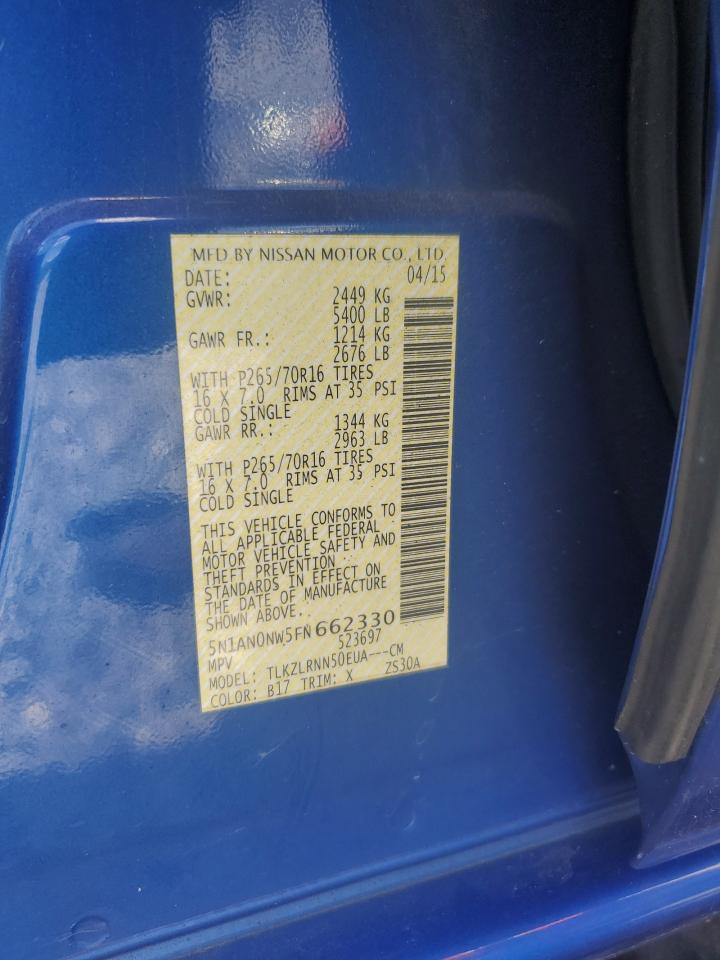 MFD BY NISSAN MOTOR CO., LTD.
DATE: 04/15
GVWR: 2449 KG
5400 LB
GAWR FR.: 1214 KG
2676 LB
WITH P265/70R16 TIRES
16 X 7.0 RIMS AT 35 PSI
COLD SINGLE
GAWR RR.: 1344 KG
2963 LB
WITH P265/70R16 TIRES
16 X 7.0 RIMS AT 35 PSI
COLD SINGLE
THIS VEHICLE CONFORMS TO
ALL APPLICABLE FEDERAL
MOTOR VEHICLE SAFETY AND
THEFT PREVENTION
STANDARDS IN EFFECT ON
THE DATE OF MANUFACTURE
SHOWN ABOVE.
5N1AN0NW5FN662330
523697
MPV
MODEL: TLKZLRNN50EUA---CM
COLOR: B17 TRIM: X ZS30A